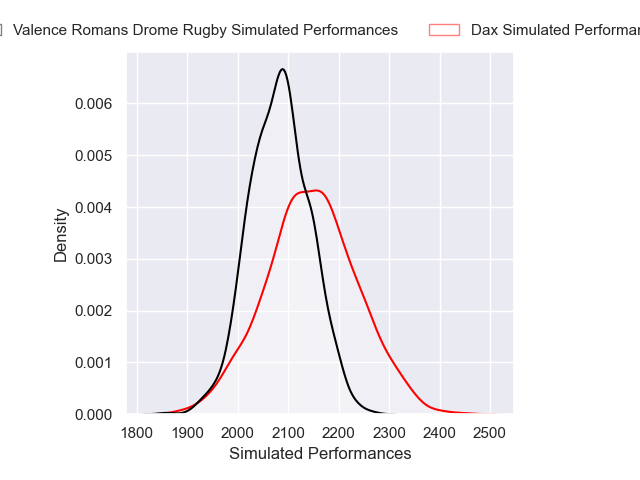 Valence Romans Drome Rugby Simulated Performances Dax Simulated
0.006
0.005
0.004
0.003
0.002
0.001
0.000
Density
1800 1900 2000 2100 2200 2300 2400 2500
Simulated Performances